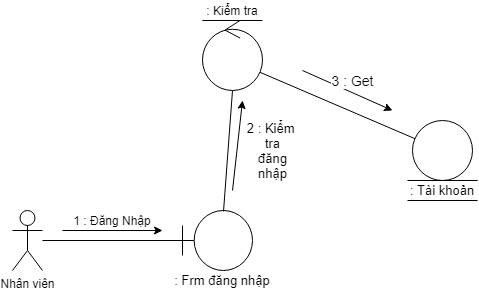 : Kiểm tra
3 : Get
2 : Kiểm
tra
đăng
nhập
: Tài khoản
1 : Đăng Nhập
: Frm đăng nhập
Nhân viên